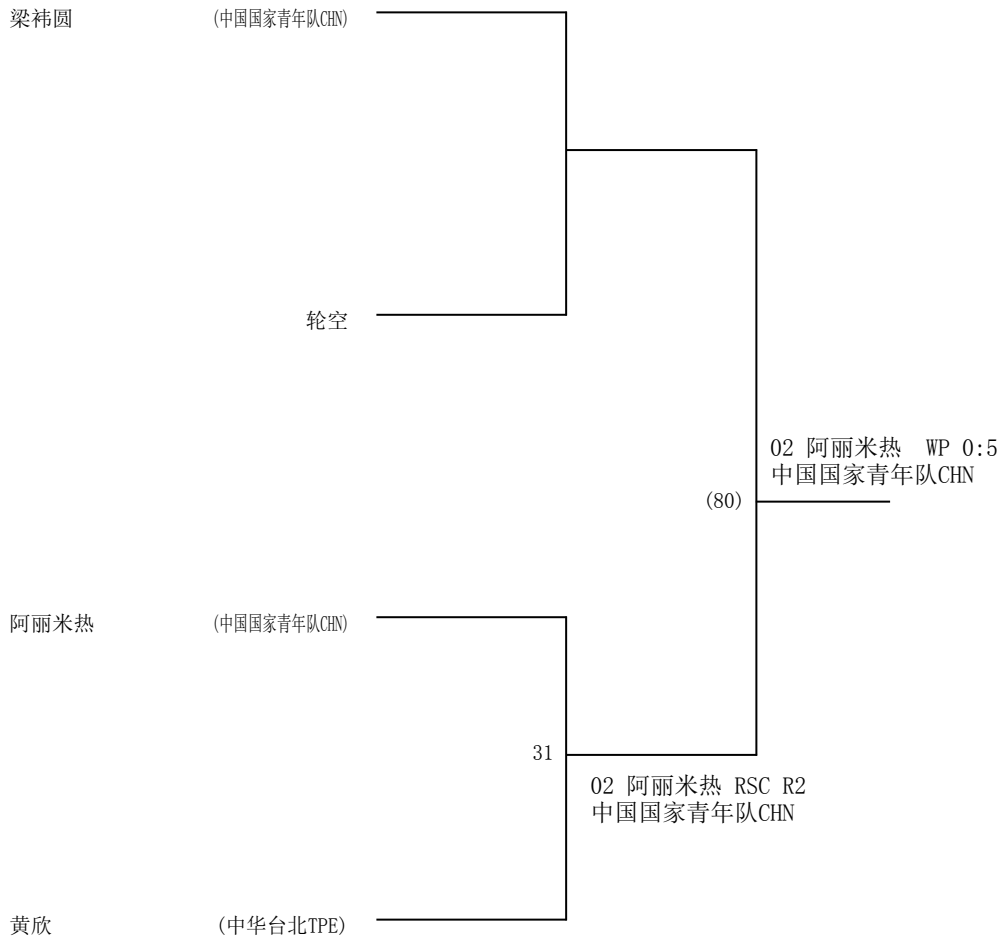 梁祎圆 (中国国家青年队CHN)
轮空
02 阿丽米热 WP 0:5
中国国家青年队CHN
(80)
阿丽米热 (中国国家青年队CHN)
31
02 阿丽米热 RSC R2
中国国家青年队CHN
黄欣 (中华台北TPE)